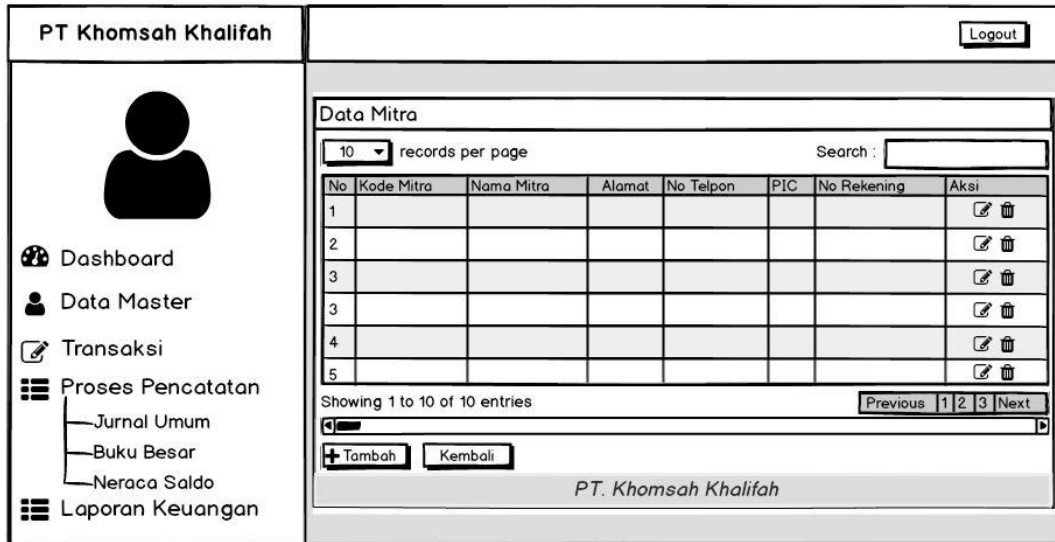 PT Khomsah Khalifah
Logout
Dashboard
Data Master
Transaksi
Proses Pencatatan
Jurnal Umum
Buku Besar
Neraca Saldo
Laporan Keuangan
Data Mitra
10 records per page Search :
No Kode Mitra Nama Mitra Alamat No Telpon PIC No Rekening Aksi
1
2
3
3
4
5
Showing 1 to 10 of 10 entries Previous 1 2 3 Next
+ Tambah Kembali
PT. Khomsah Khalifah